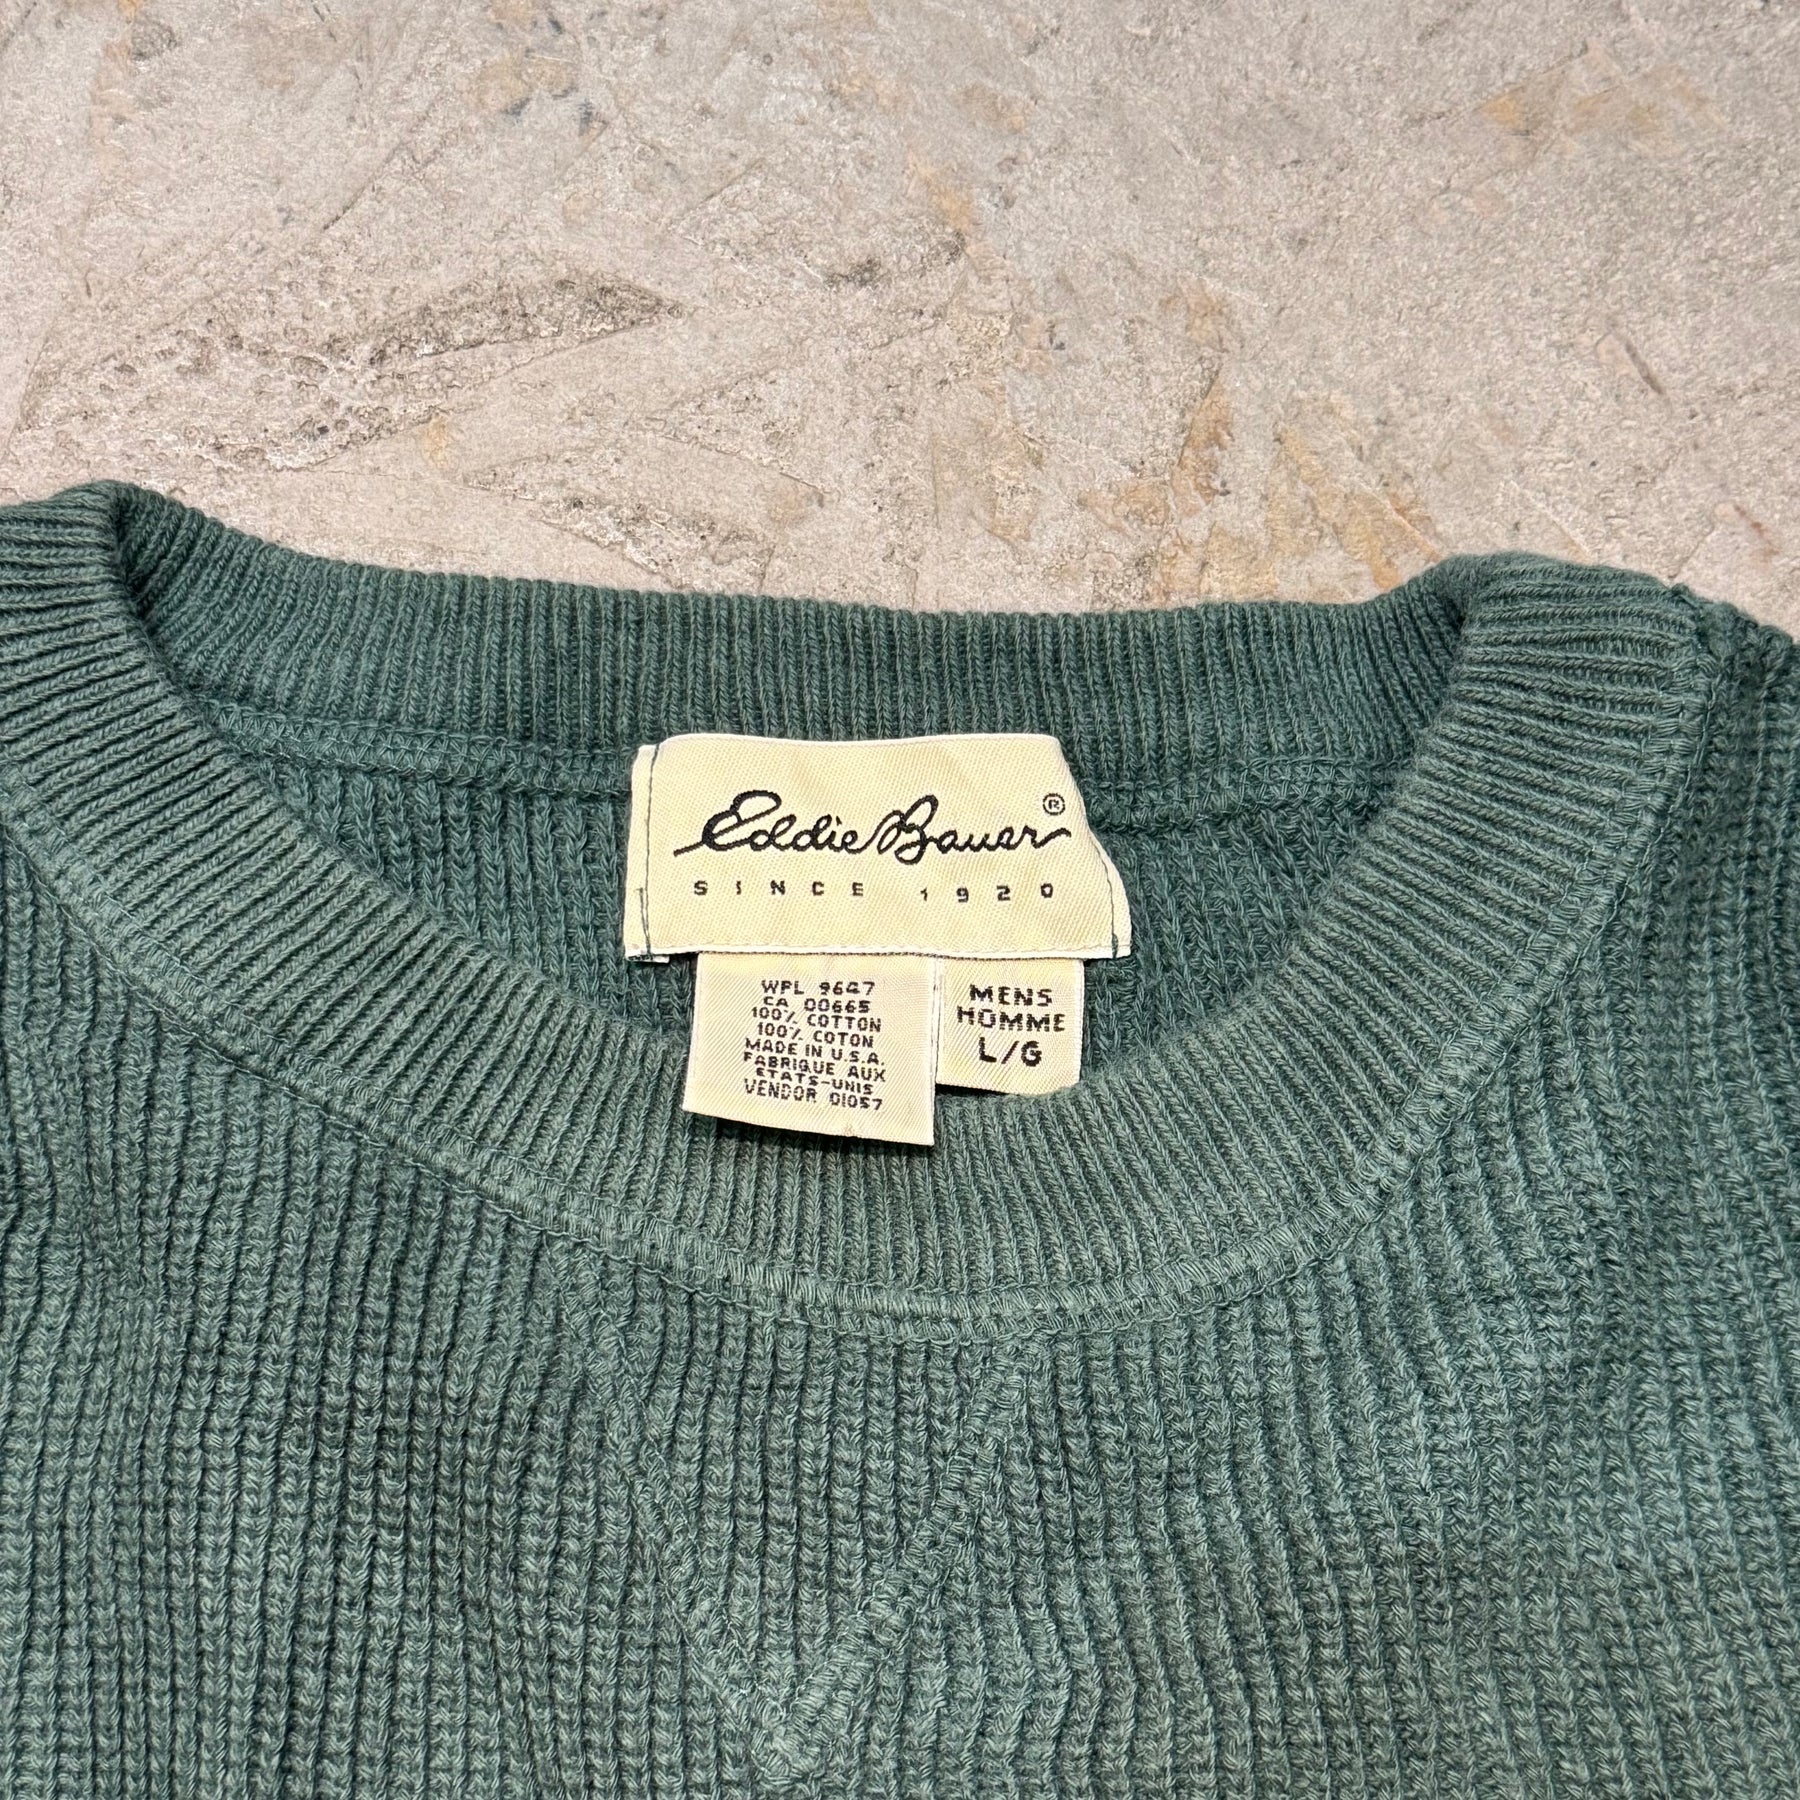 Eddie Bauer®
SINCE 1920
WPL 9647
CA 00665
100% COTTON
100% COTON
MADE IN U.S.A.
FABRIQUE AUX
ETATS-UNIS
VENDOR 01057
MENS
HOMME
L/G